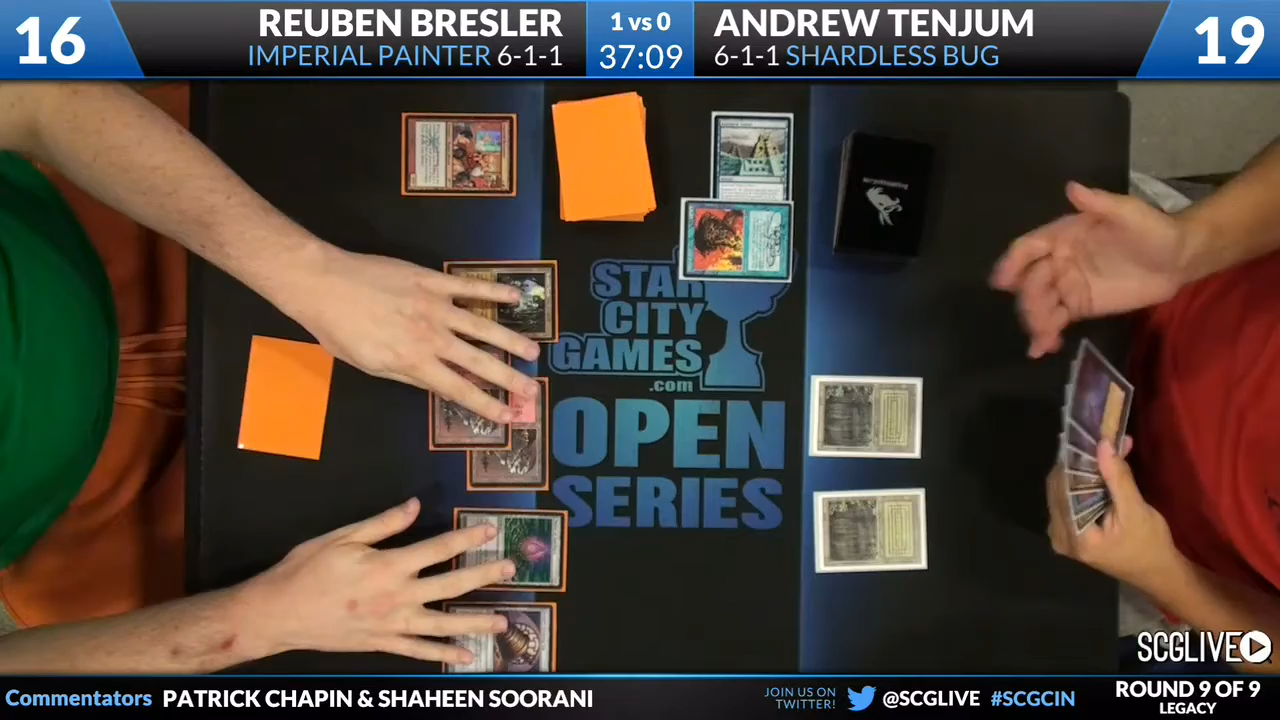 16
REUBEN BRESLER
IMPERIAL PAINTER 6-1-1
1 vs 0
37:09
ANDREW TENJUM
6-1-1 SHARDLESS BUG
19
STAR
CITY
GAMES
.com
OPEN
SERIES
SCGLIVE
Commentators PATRICK CHAPIN & SHAHEEN SOORANI
JOIN US ON
TWITTER!
@SCGLIVE #SCGCIN
ROUND 9 OF 9
LEGACY